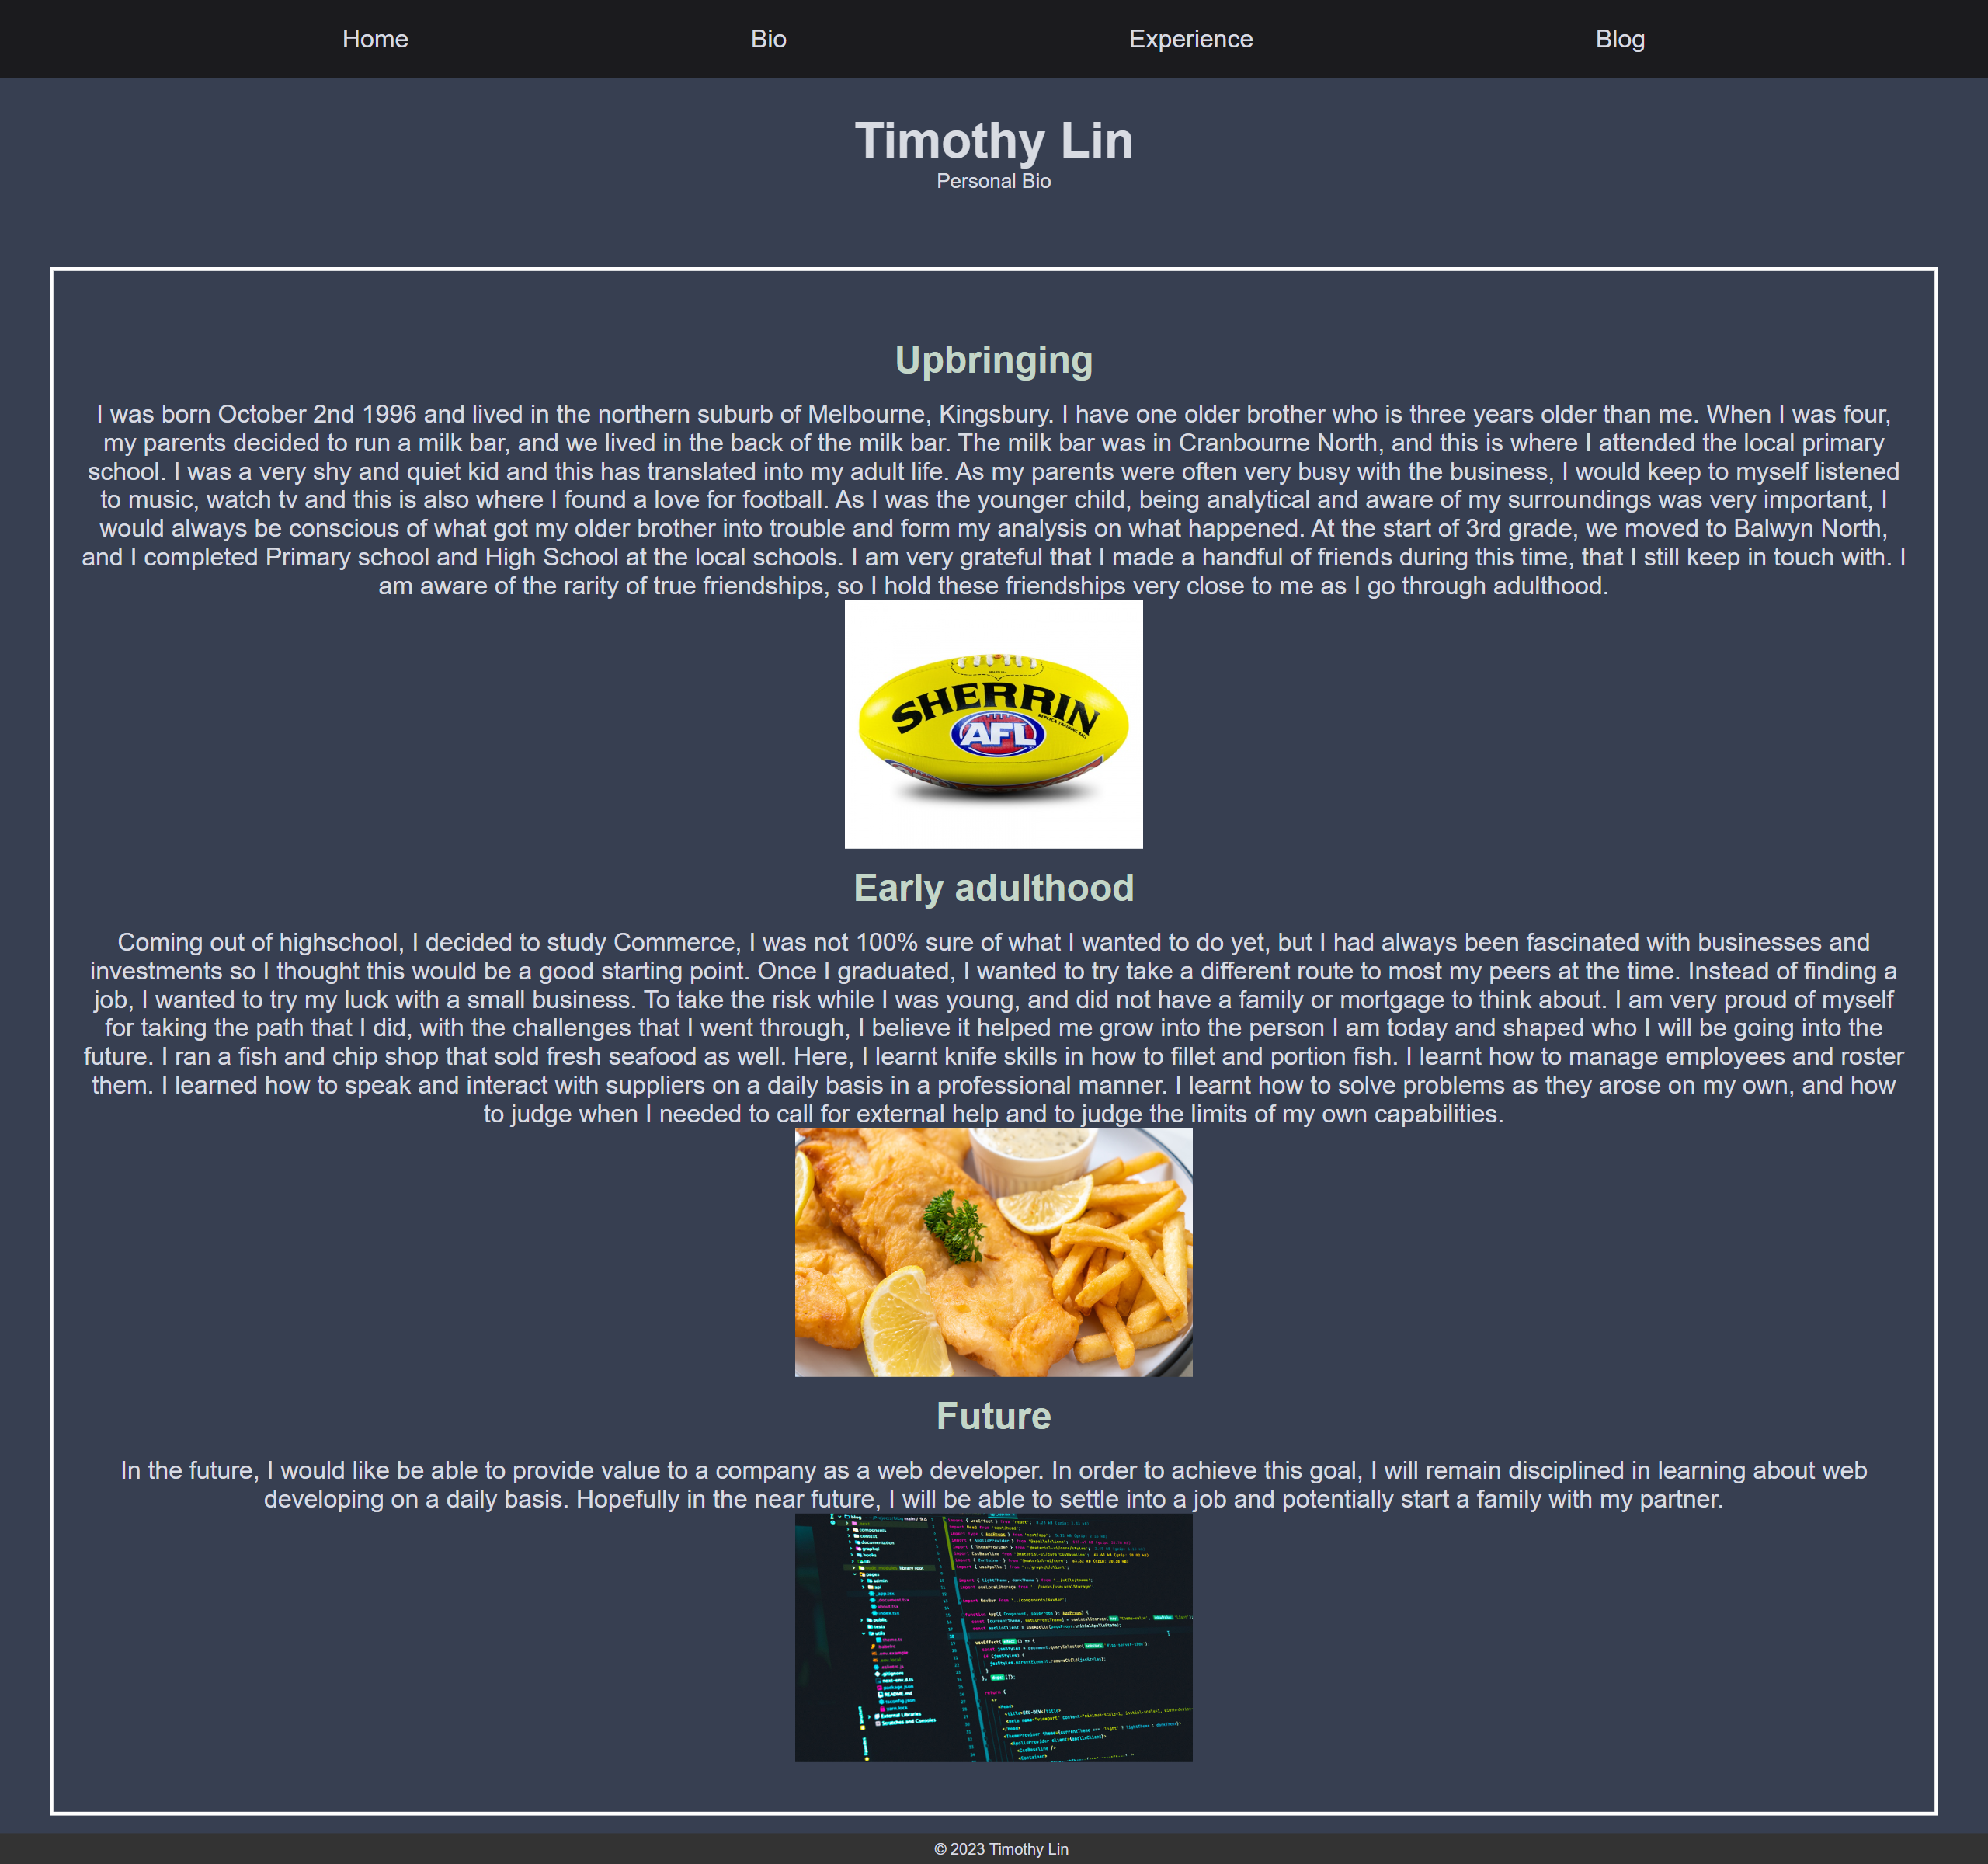 Home Bio Experience Blog
Timothy Lin
Personal Bio
Upbringing
I was born October 2nd 1996 and lived in the northern suburb of Melbourne, Kingsbury. I have one older brother who is three years older than me. When I was four,
my parents decided to run a milk bar, and we lived in the back of the milk bar. The milk bar was in Cranbourne North, and this is where I attended the local primary
school. I was a very shy and quiet kid and this has translated into my adult life. As my parents were often very busy with the business, I would keep to myself listened
to music, watch tv and this is also where I found a love for football. As I was the younger child, being analytical and aware of my surroundings was very important, I
would always be conscious of what got my older brother into trouble and form my analysis on what happened. At the start of 3rd grade, we moved to Balwyn North,
and I completed Primary school and High School at the local schools. I am very grateful that I made a handful of friends during this time, that I still keep in touch with. I
am aware of the rarity of true friendships, so I hold these friendships very close to me as I go through adulthood.
SHERRIN
REPLICA TRAINING BALL
AFL
Early adulthood
Coming out of highschool, I decided to study Commerce, I was not 100% sure of what I wanted to do yet, but I had always been fascinated with businesses and
investments so I thought this would be a good starting point. Once I graduated, I wanted to try take a different route to most my peers at the time. Instead of finding a
job, I wanted to try my luck with a small business. To take the risk while I was young, and did not have a family or mortgage to think about. I am very proud of myself
for taking the path that I did, with the challenges that I went through, I believe it helped me grow into the person I am today and shaped who I will be going into the
future. I ran a fish and chip shop that sold fresh seafood as well. Here, I learnt knife skills in how to fillet and portion fish. I learnt how to manage employees and roster
them. I learned how to speak and interact with suppliers on a daily basis in a professional manner. I learnt how to solve problems as they arose on my own, and how
to judge when I needed to call for external help and to judge the limits of my own capabilities.
Future
In the future, I would like be able to provide value to a company as a web developer. In order to achieve this goal, I will remain disciplined in learning about web
developing on a daily basis. Hopefully in the near future, I will be able to settle into a job and potentially start a family with my partner.
© 2023 Timothy Lin